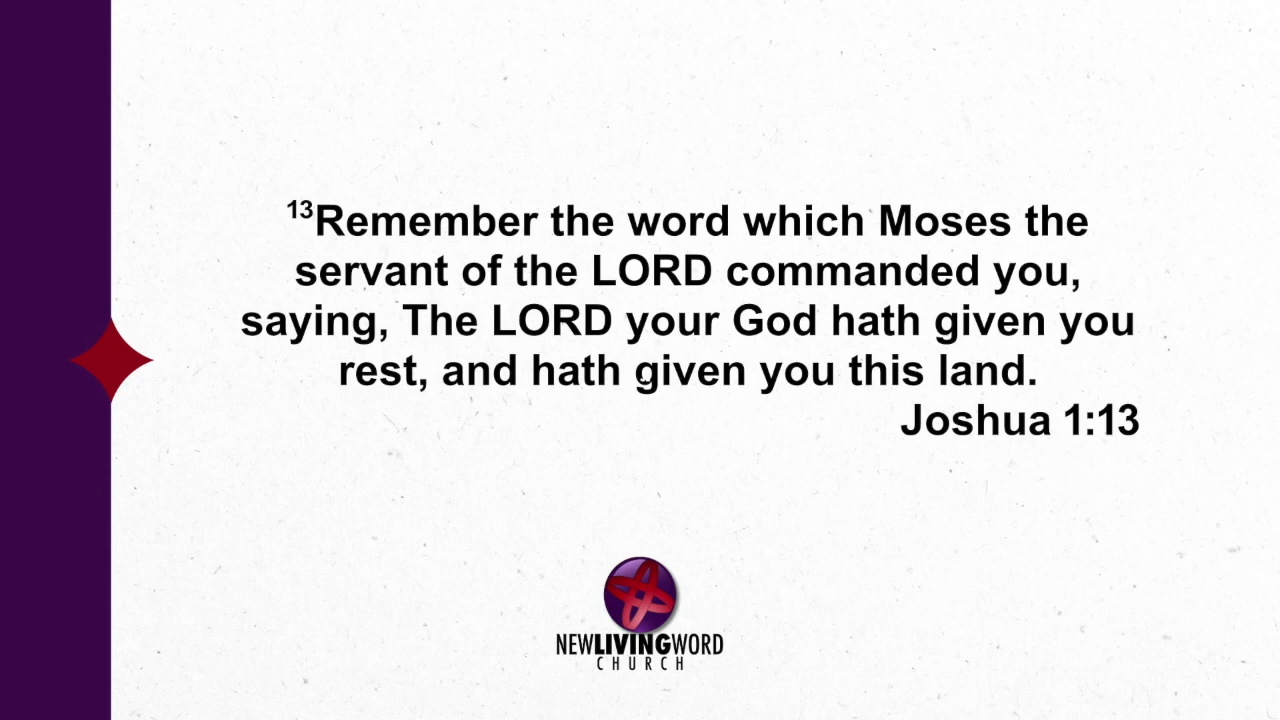 ¹³Remember the word which Moses the
servant of the LORD commanded you,
saying, The LORD your God hath given you
rest, and hath given you this land.
Joshua 1:13
NEWLIVINGWORD
CHURCH